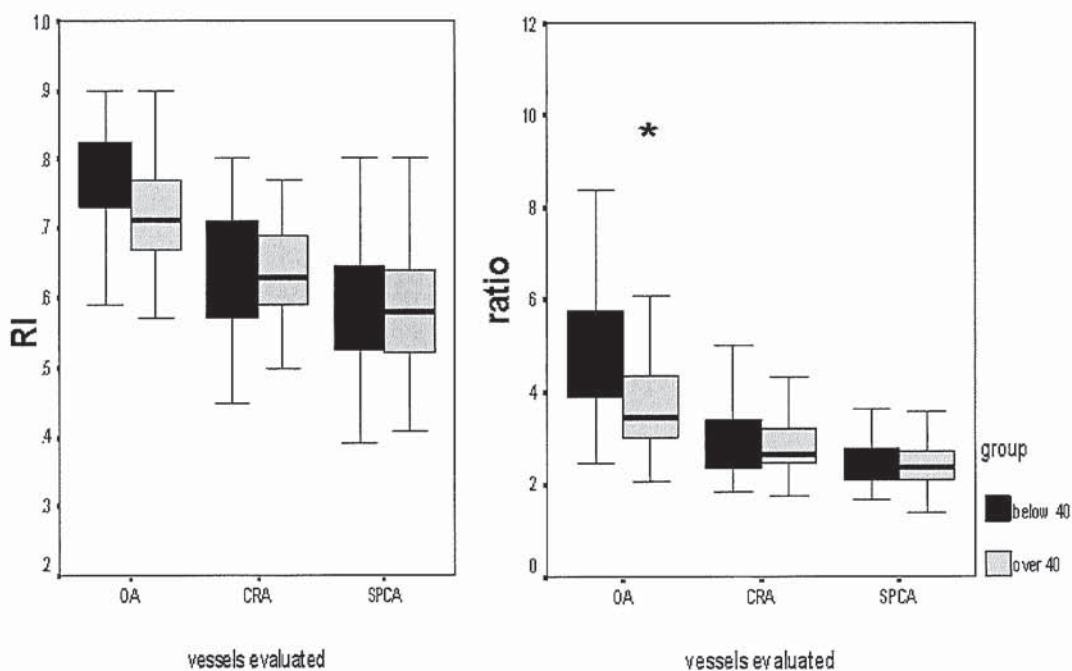 1.0
.9
.8
.7
.6
.5
.4
.3
.2
RI
OA CRA SPCA
vessels evaluated
12
10
8
6
4
2
0
ratio
*
OA CRA SPCA
vessels evaluated
group
below 40
over 40